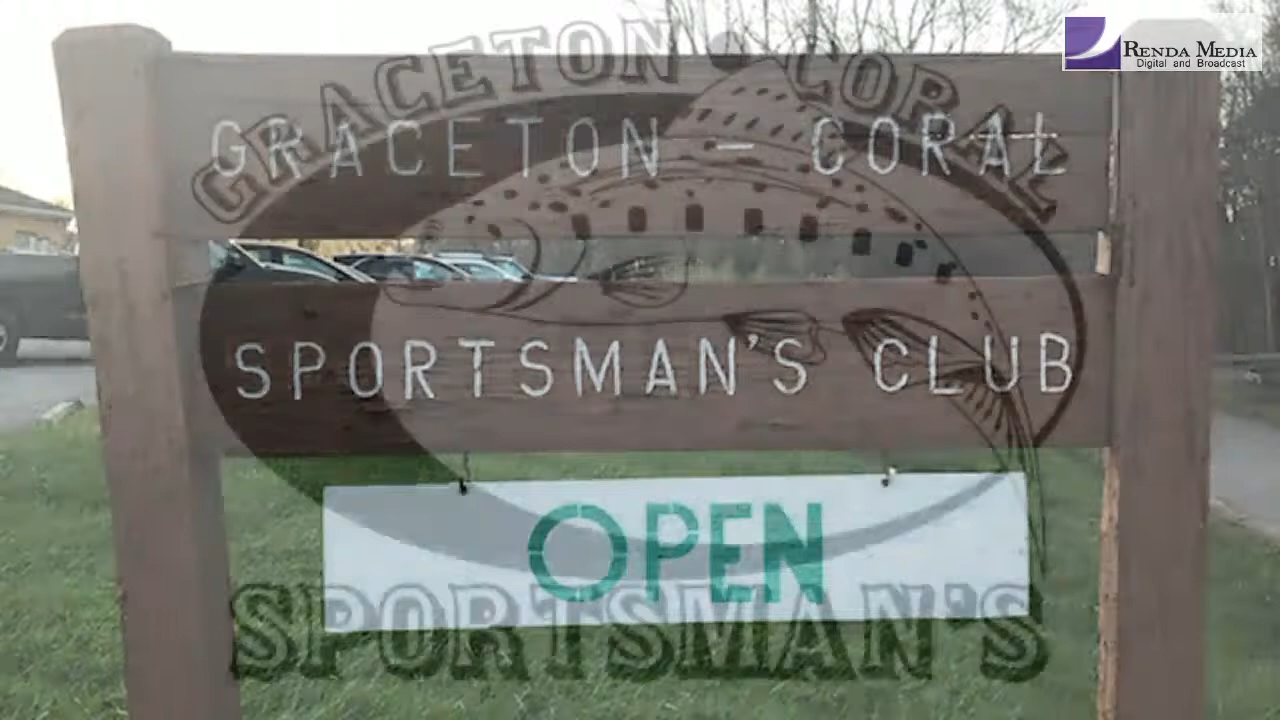 RENDA MEDIA
Digital and Broadcast
GRACETON • CORAL
GRACETON – CORAL
SPORTSMAN'S CLUB
OPEN
SPORTSMAN'S